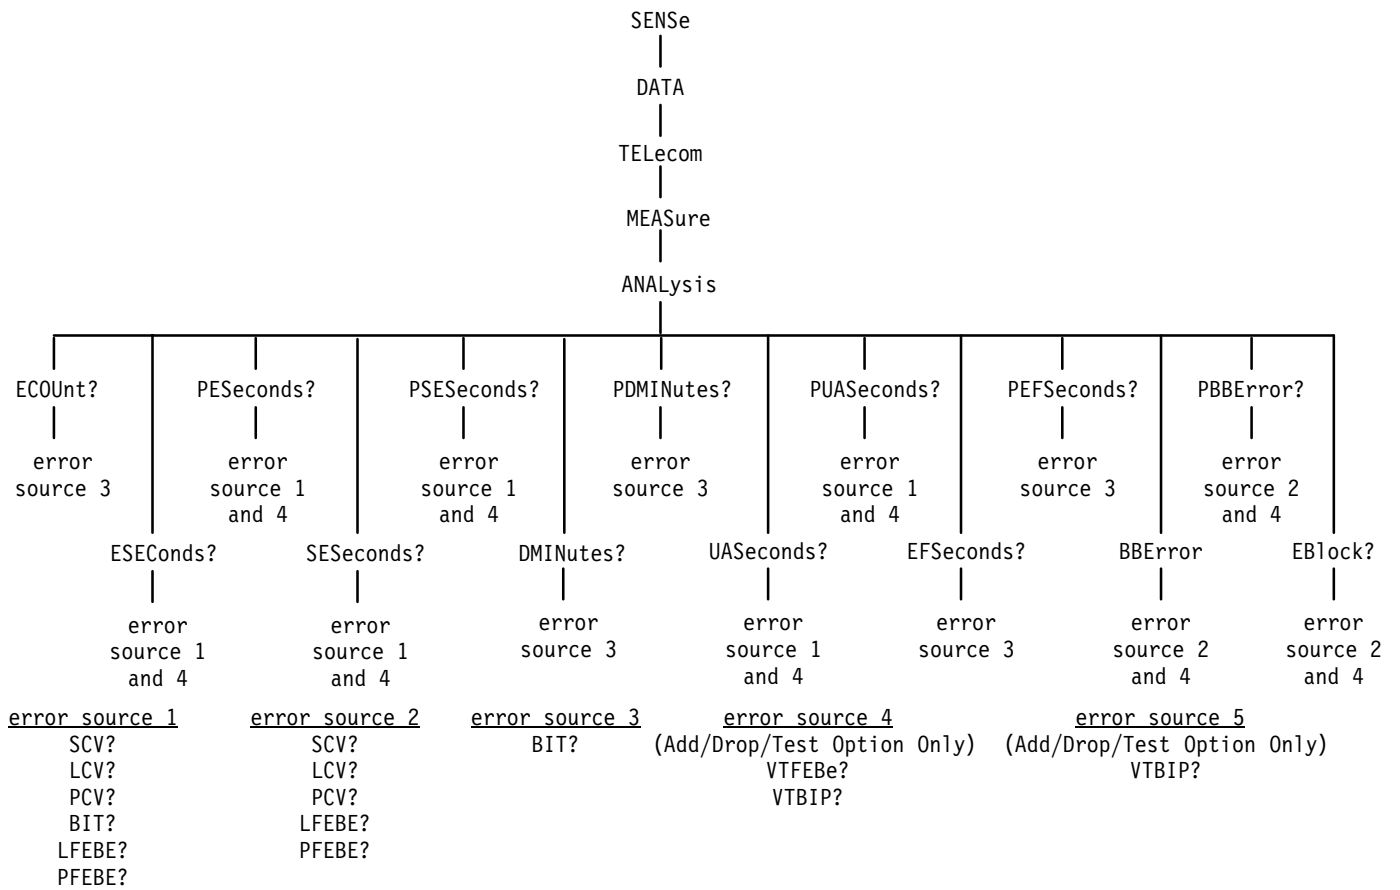 SENSe
DATA
TELecom
MEASure
ANALysis
ECOUnt? PESeconds? PSESeconds? PDMINutes? PUASeconds? PEFSeconds? PBBError?
error error error error error error error
source 3 source 1 source 1 source 3 source 1 source 3 source 2
and 4 and 4 and 4 and 4
ESEConds? SESeconds? DMINutes? UASeconds? EFSeconds? BBError EBlock?
error error error error error error error
source 1 source 1 source 3 source 1 source 3 source 2 source 2
and 4 and 4 and 4 and 4 and 4
error source 1 error source 2 error source 3 error source 4 error source 5
SCV? SCV? BIT? (Add/Drop/Test Option Only) (Add/Drop/Test Option Only)
LCV? LCV? VTFEBe? VTBIP?
PCV? PCV? VTBIP?
BIT? LFEBE?
LFEBE? PFEBE?
PFEBE?